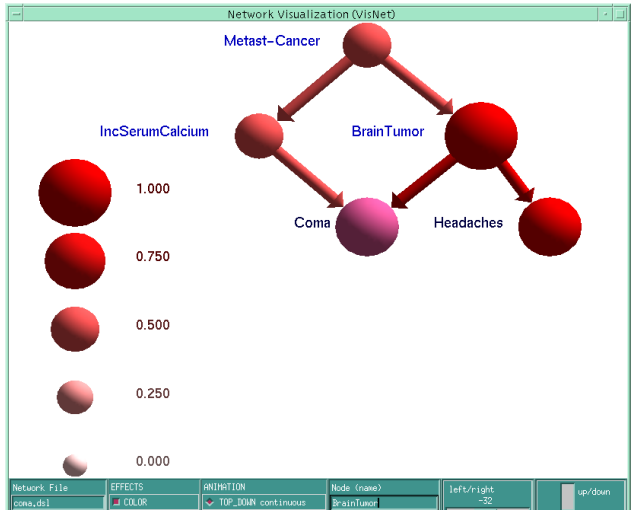 Network Visualization (VisNet)
Metast-Cancer
IncSerumCalcium
BrainTumor
1.000
Coma
Headaches
0.750
0.500
0.250
0.000
Network File
EFFECTS
ANIMATION
Node (name)
left/right
up/down
-32
coma.dsl
COLOR
TOP_DOWN continuous
BrainTumor